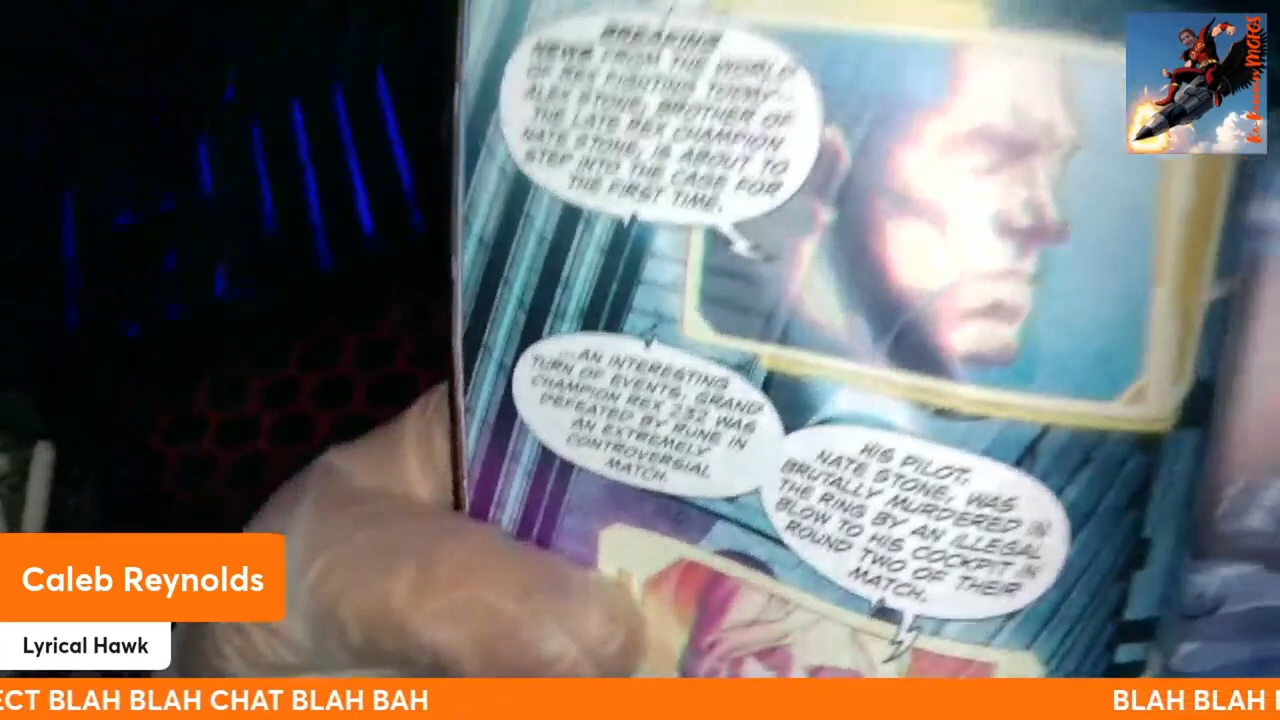 BREAKING
NEWS FROM THE WORLD
OF REX FIGHTING TODAY--
ALEX STONE, BROTHER OF
THE LATE REX CHAMPION
NATE STONE, IS ABOUT TO
STEP INTO THE CAGE FOR
THE FIRST TIME.
...AN INTERESTING
TURN OF EVENTS, GRAND
CHAMPION REX 232 WAS
DEFEATED BY RUNE IN
AN EXTREMELY
CONTROVERSIAL
MATCH.
HIS PILOT,
NATE STONE, WAS
BRUTALLY MURDERED IN
THE RING BY AN ILLEGAL
BLOW TO HIS COCKPIT IN
ROUND TWO OF THEIR
MATCH.
Caleb Reynolds
Lyrical Hawk
ECT BLAH BLAH CHAT BLAH BAH
BLAH BLAH